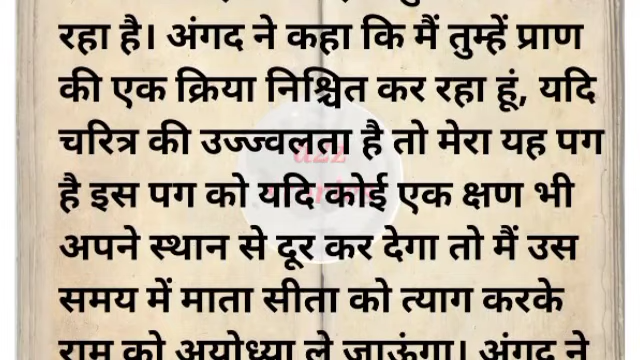 रहा है। अंगद ने कहा कि मैं तुम्हें प्राण
की एक क्रिया निश्चित कर रहा हूं, यदि
चरित्र की उज्ज्वलता है तो मेरा यह पग
है इस पग को यदि कोई एक क्षण भी
अपने स्थान से दूर कर देगा तो मैं उस
समय में माता सीता को त्याग करके
राम को अयोध्या ले जाऊंगा। अंगद ने